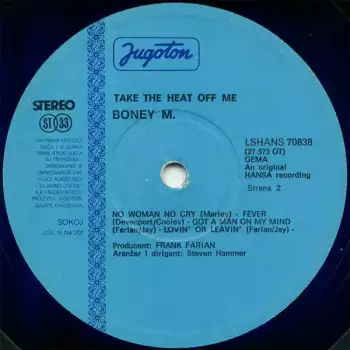 Jugoton
TAKE THE HEAT OFF ME
BONEY M.
STEREO
ST 33
LSHANS 70838
(27 573 OT)
GEMA
An original
HANSA recording
Strana 2
SOKOJ
NO WOMAN NO CRY (Marley) - FEVER
(Davenport/Cooley) - GOT A MAN ON MY MIND
(Farian/Jay) - LOVIN' OR LEAVIN' (Farian/Jay) -
Producent: FRANK FARIAN
Aranžer i dirigent: Steven Hammer